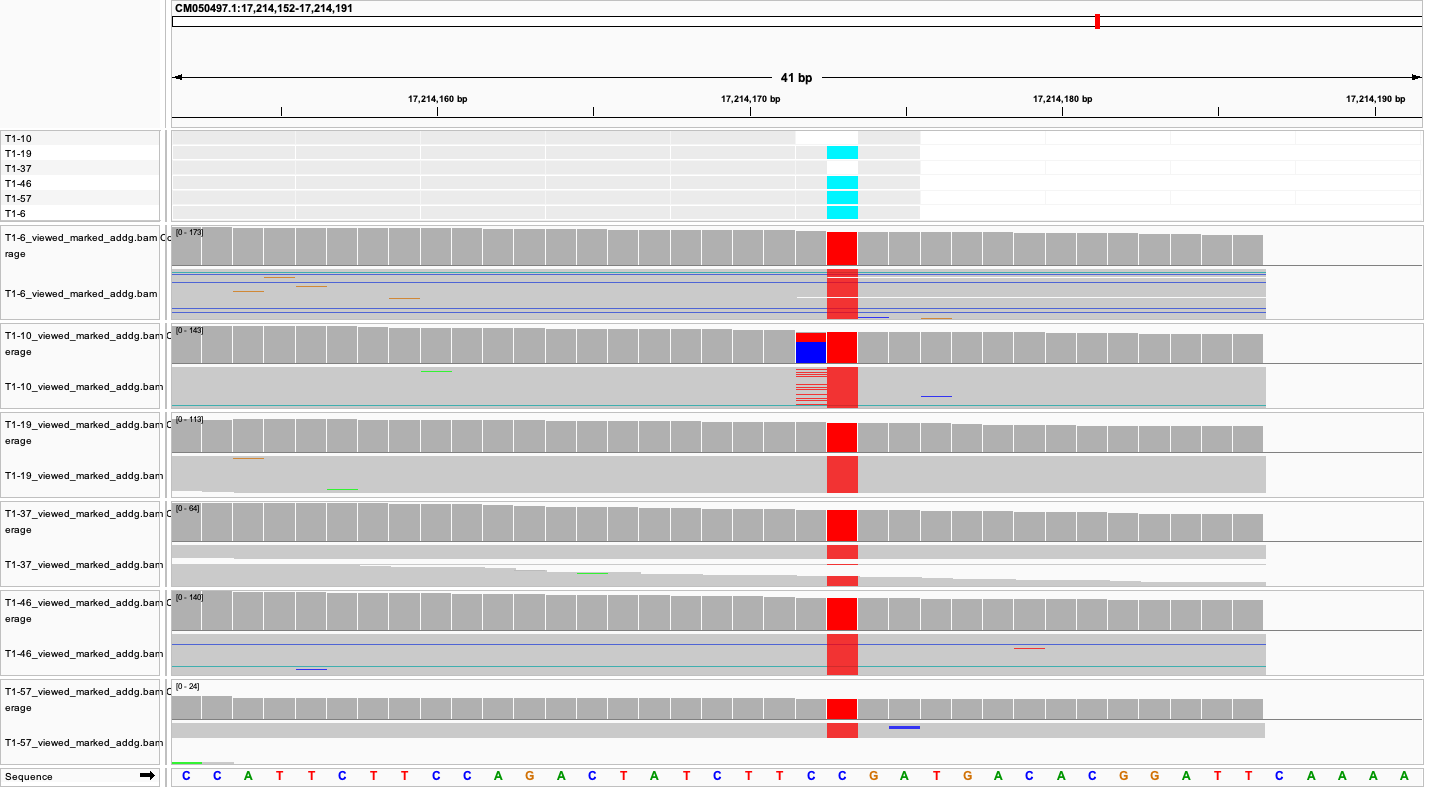 CM050497.1:17,214,152-17,214,191
41 bp
17,214,160 bp 17,214,170 bp 17,214,180 bp 17,214,190 bp
T1-10
T1-19
T1-37
T1-46
T1-57
T1-6
T1-6_viewed_marked_addg.bam Co
rage
[0 - 173]
T1-6_viewed_marked_addg.bam
T1-10_viewed_marked_addg.bam C
erage
[0 - 143]
T1-10_viewed_marked_addg.bam
T1-19_viewed_marked_addg.bam C
erage
[0 - 113]
T1-19_viewed_marked_addg.bam
T1-37_viewed_marked_addg.bam C
erage
[0 - 64]
T1-37_viewed_marked_addg.bam
T1-46_viewed_marked_addg.bam C
erage
[0 - 140]
T1-46_viewed_marked_addg.bam
T1-57_viewed_marked_addg.bam C
erage
[0 - 24]
T1-57_viewed_marked_addg.bam
Sequence C C A T T C T T C C A G A C T A T C T T C C G A T G A C A C G G A T T C A A A A